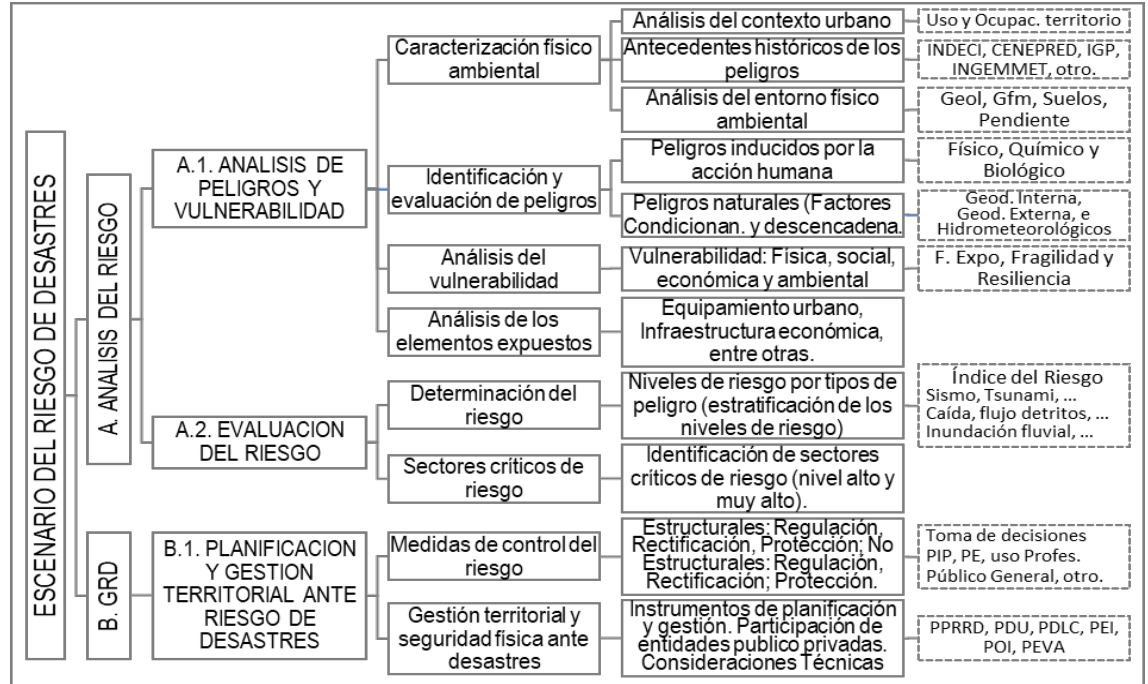 ESCENARIO DEL RIESGO DE DESASTRES
A. ANALISIS DEL RIESGO
A.1. ANALISIS DE
PELIGROS Y
VULNERABILIDAD
Caracterización físico
ambiental
Análisis del contexto urbano
Uso y Ocupac. territorio
Antecedentes históricos de los
peligros
INDECI, CENEPRED, IGP,
INGEMMET, otro.
Análisis del entorno físico
ambiental
Geol, Gfm, Suelos,
Pendiente
Identificación y
evaluación de peligros
Peligros inducidos por la
acción humana
Físico, Químico y
Biológico
Peligros naturales (Factores
Condicionan. y descencadena.
Geod. Interna,
Geod. Externa, e
Hidrometeorológicos
Análisis del
vulnerabilidad
Vulnerabilidad: Física, social,
económica y ambiental
F. Expo, Fragilidad y
Resiliencia
Análisis de los
elementos expuestos
Equipamiento urbano,
Infraestructura económica,
entre otras.
A.2. EVALUACION
DEL RIESGO
Determinación del
riesgo
Niveles de riesgo por tipos de
peligro (estratificación de los
niveles de riesgo)
Índice del Riesgo
Sismo, Tsunami, ...
Caída, flujo detritos, ...
Inundación fluvial, ...
Sectores críticos de
riesgo
Identificación de sectores
críticos de riesgo (nivel alto y
muy alto).
B. GRD
B.1. PLANIFICACION
Y GESTION
TERRITORIAL ANTE
RIESGO DE
DESASTRES
Medidas de control del
riesgo
Estructurales: Regulación,
Rectificación, Protección; No
Estructurales: Regulación,
Rectificación; Protección.
Toma de decisiones
PIP, PE, uso Profes.
Público General, otro.
Gestión territorial y
seguridad física ante
desastres
Instrumentos de planificación
y gestión. Participación de
entidades publico privadas.
Consideraciones Técnicas
PPRRD, PDU, PDLC, PEI,
POI, PEVA